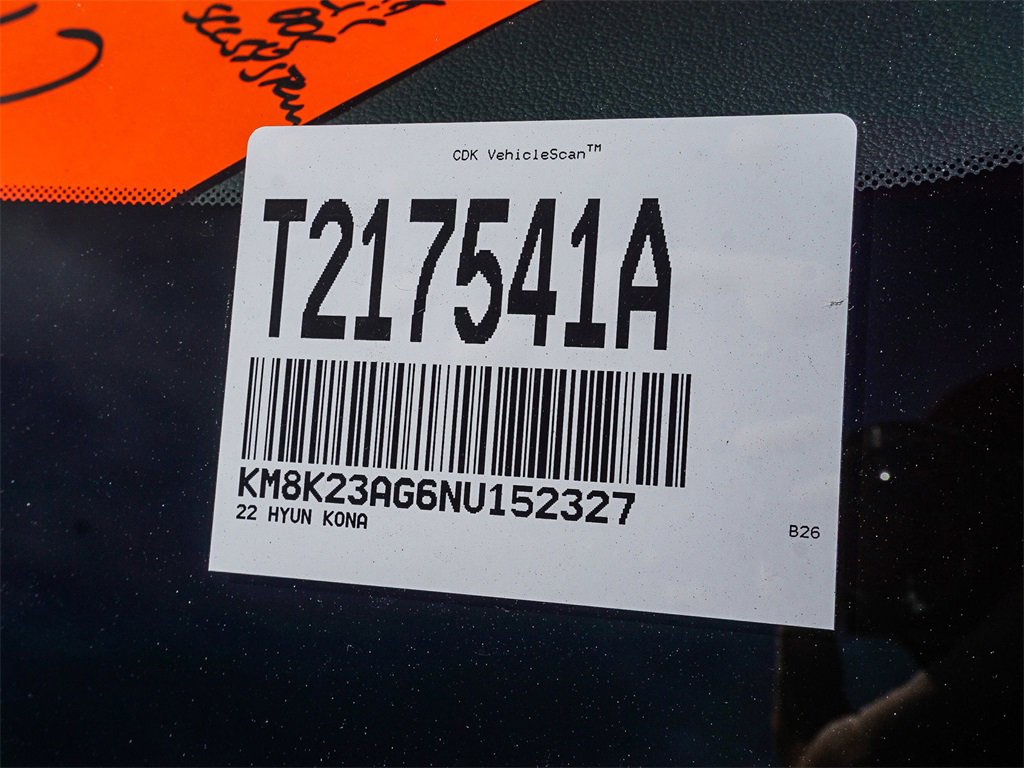 CDK VehicleScan™
T217541A
KM8K23AG6NU152327
22 HYUN KONA
B26